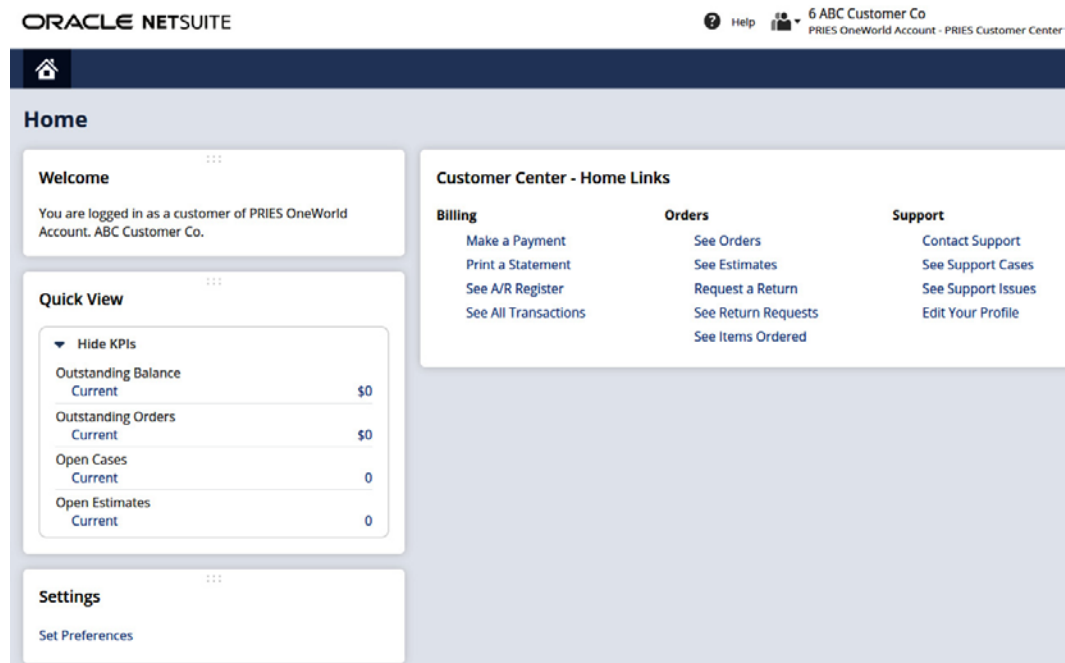 ORACLE NETSUITE
Help
6 ABC Customer Co
PRIES OneWorld Account - PRIES Customer Center
Home
Welcome
You are logged in as a customer of PRIES OneWorld
Account. ABC Customer Co.
Quick View
Hide KPIs
Outstanding Balance
Current $0
Outstanding Orders
Current $0
Open Cases
Current 0
Open Estimates
Current 0
Settings
Set Preferences
Customer Center - Home Links
Billing
Make a Payment
Print a Statement
See A/R Register
See All Transactions
Orders
See Orders
See Estimates
Request a Return
See Return Requests
See Items Ordered
Support
Contact Support
See Support Cases
See Support Issues
Edit Your Profile